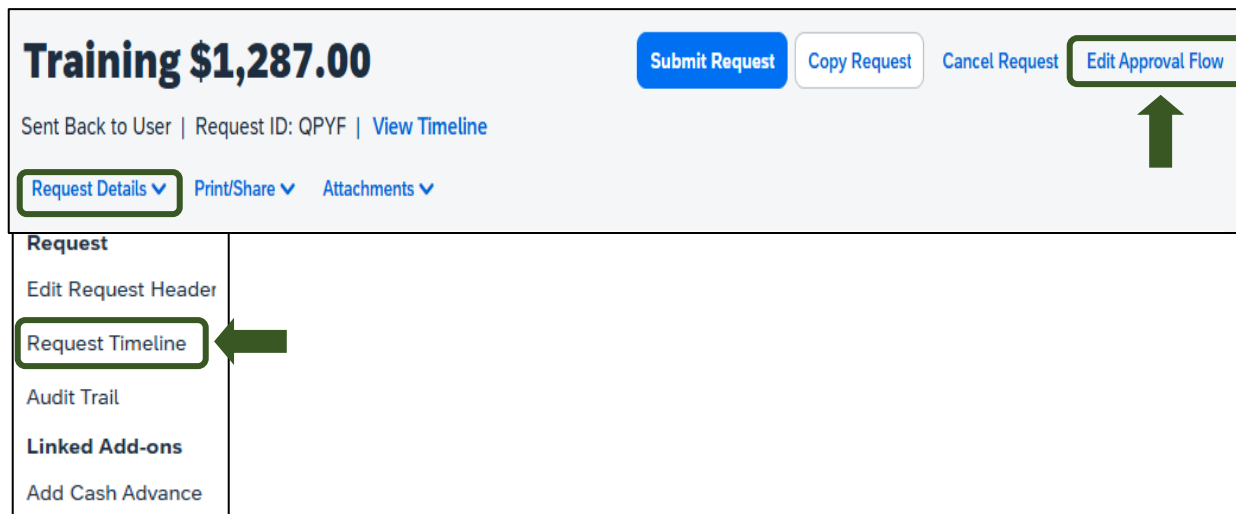 Training $1,287.00
Submit Request Copy Request Cancel Request Edit Approval Flow
Sent Back to User | Request ID: QPYF | View Timeline
Request Details Print/Share Attachments
Request
Edit Request Header
Request Timeline
Audit Trail
Linked Add-ons
Add Cash Advance